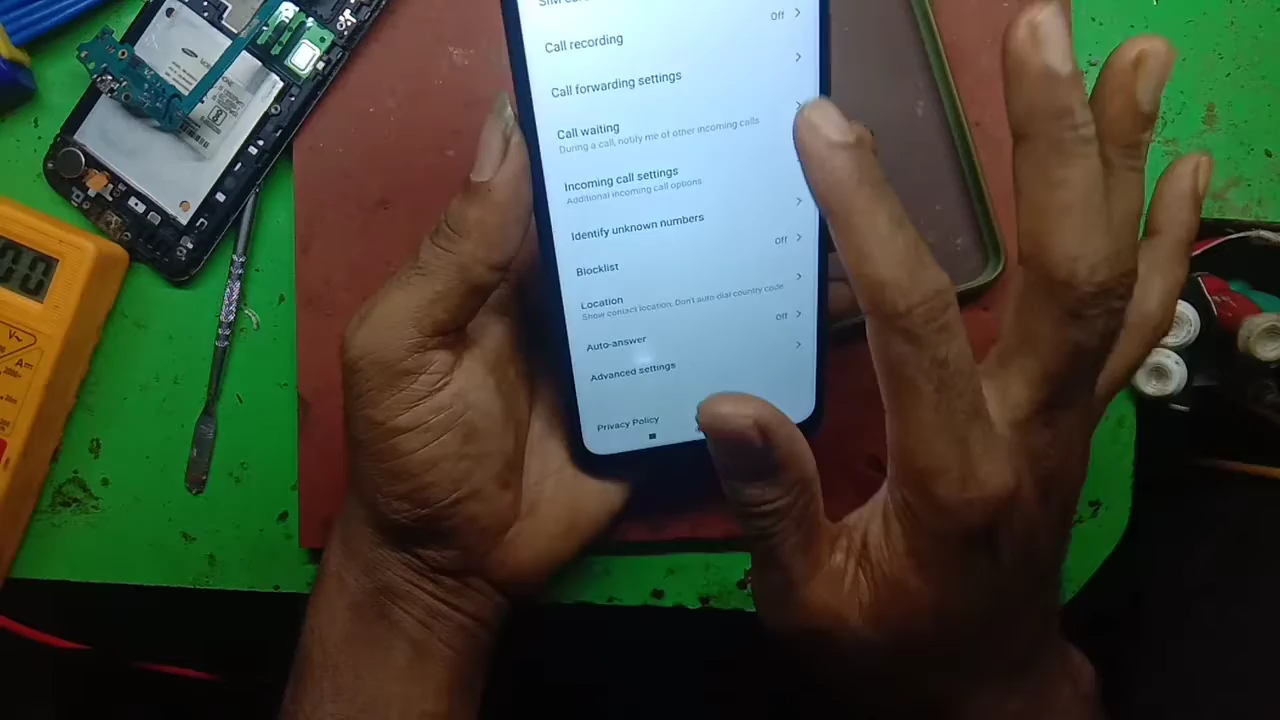 Off
Call recording
Call forwarding settings
Call waiting
During a call, notify me of other incoming calls
Incoming call settings
Additional incoming call options
Identify unknown numbers
Off
Blocklist
Location
Show contact location, Don't auto dial country code
Off
Auto-answer
Advanced settings
Privacy Policy
V~